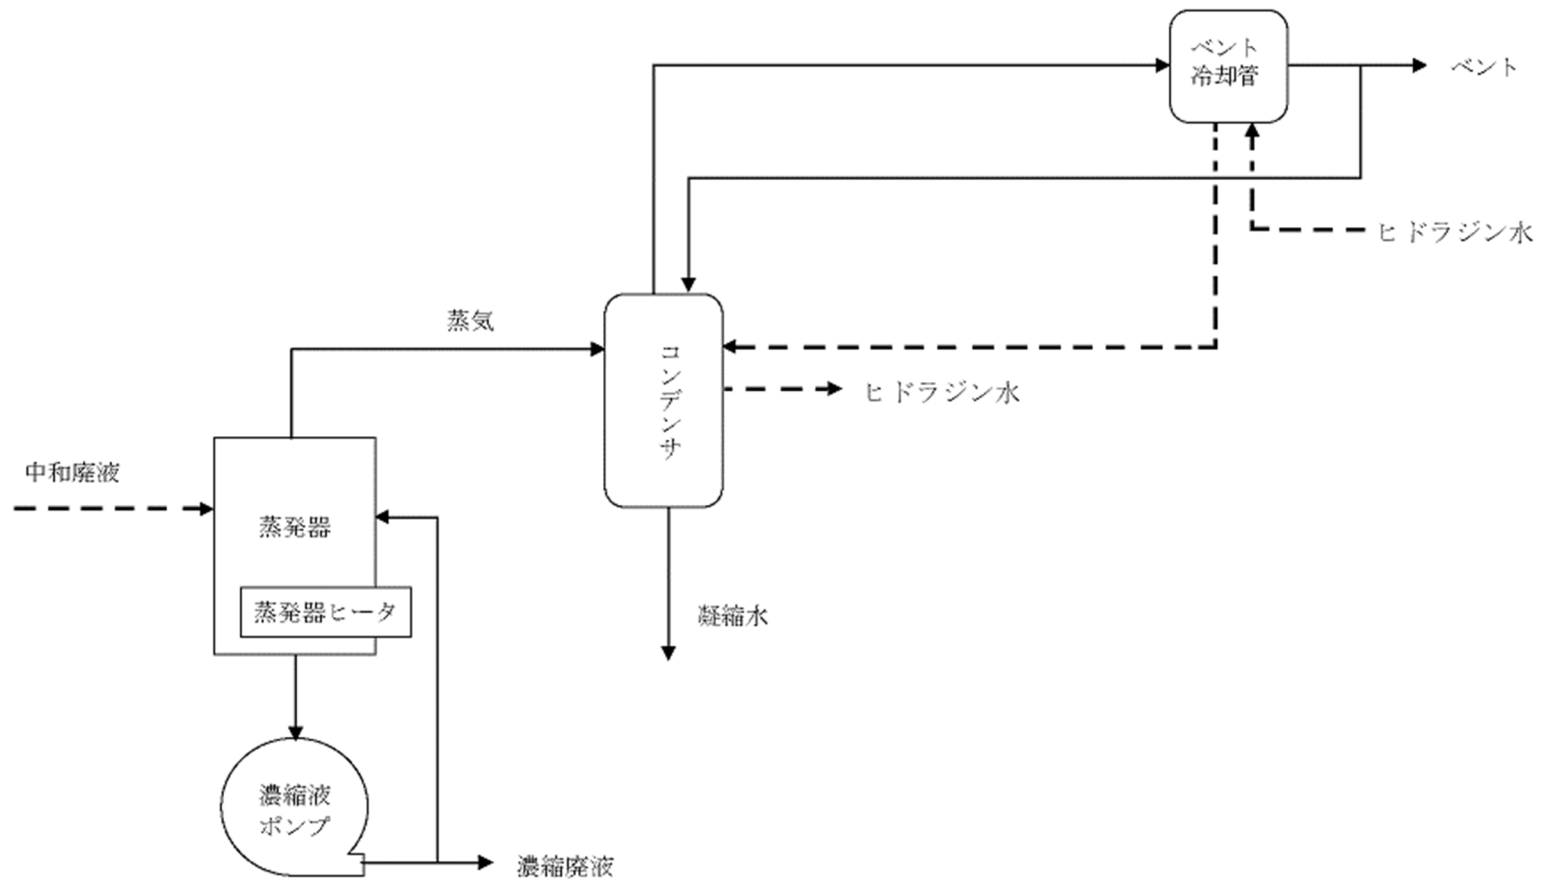 ベント
冷却管
ベント
ヒドラジン水
蒸気
コンデンサ
ヒドラジン水
中和廃液
蒸発器
蒸発器ヒータ
凝縮水
濃縮液
ポンプ
濃縮廃液